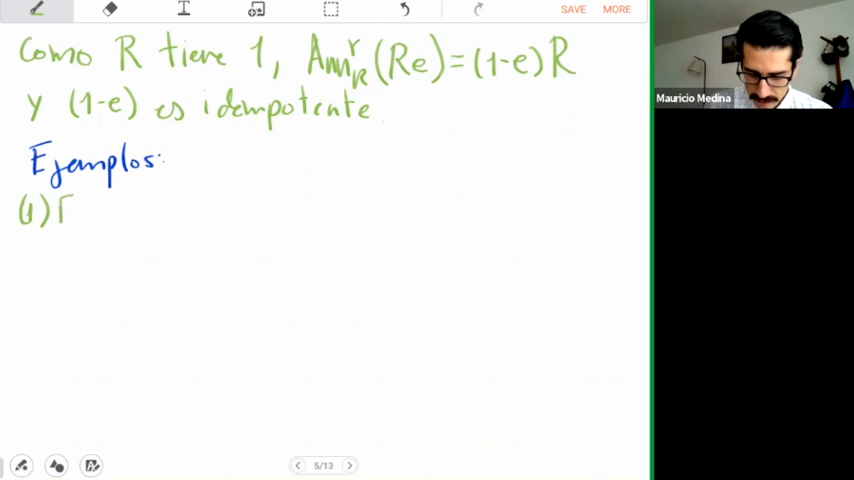 SAVE MORE
Como R tiene 1, Ann^r_R(Re)=(1-e)R
y (1-e) es idempotente
Ejemplos:
(1)
5/13
Mauricio Medina